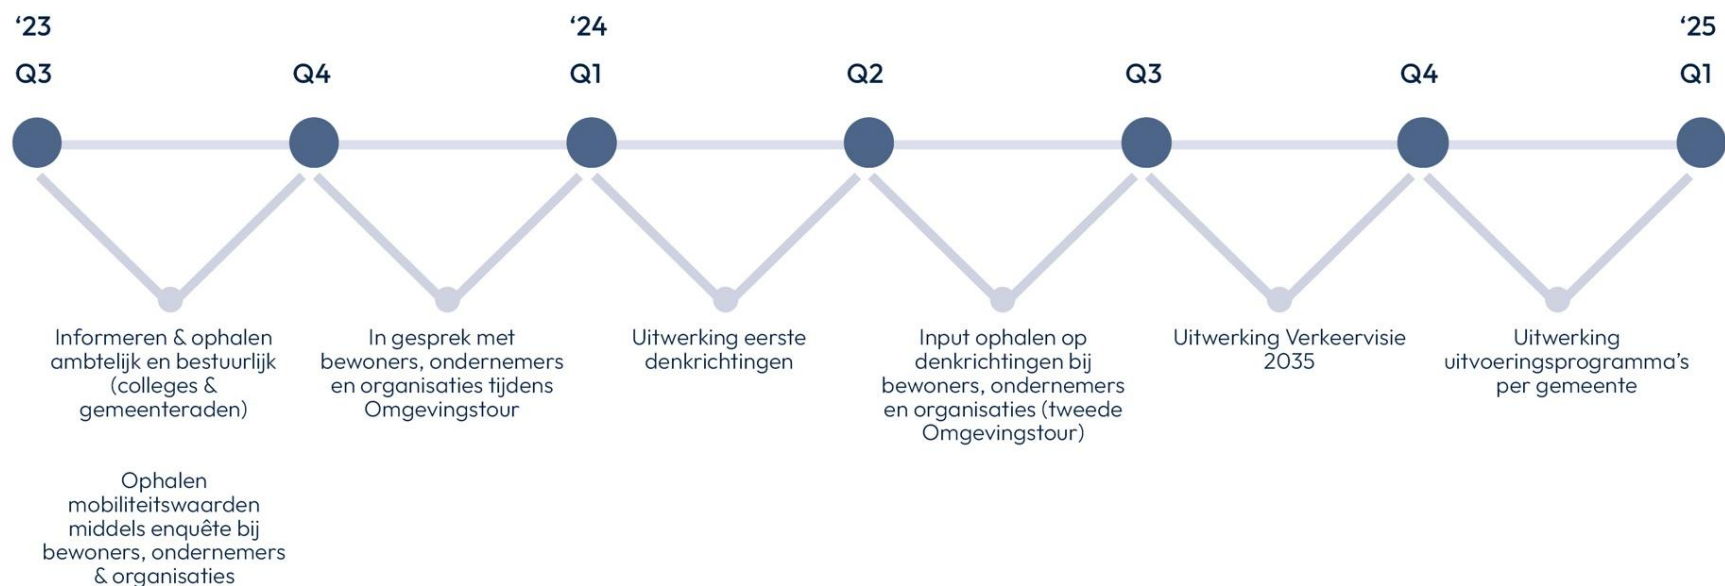 ‘23
‘24
‘25
Q3
Q4
Q1
Q2
Q3
Q4
Q1
Informeren & ophalen
ambtelijk en bestuurlijk
(colleges &
gemeenteraden)
Ophalen
mobiliteitswaarden
middels enquête bij
bewoners, ondernemers
& organisaties
In gesprek met
bewoners, ondernemers
en organisaties tijdens
Omgevingstour
Uitwerking eerste
denkrichtingen
Input ophalen op
denkrichtingen bij
bewoners, ondernemers
en organisaties (tweede
Omgevingstour)
Uitwerking Verkeervisie
2035
Uitwerking
uitvoeringsprogramma’s
per gemeente